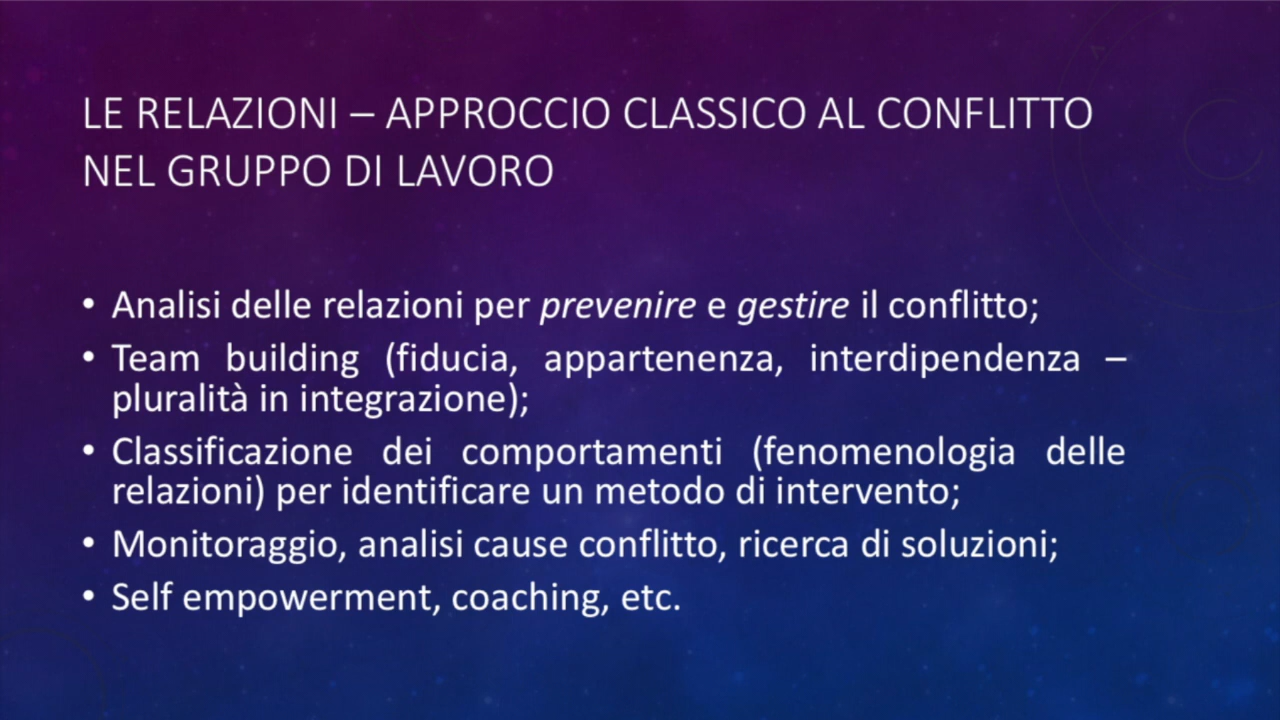 LE RELAZIONI – APPROCCIO CLASSICO AL CONFLITTO
NEL GRUPPO DI LAVORO
• Analisi delle relazioni per prevenire e gestire il conflitto;
• Team building (fiducia, appartenenza, interdipendenza –
pluralità in integrazione);
• Classificazione dei comportamenti (fenomenologia delle
relazioni) per identificare un metodo di intervento;
• Monitoraggio, analisi cause conflitto, ricerca di soluzioni;
• Self empowerment, coaching, etc.